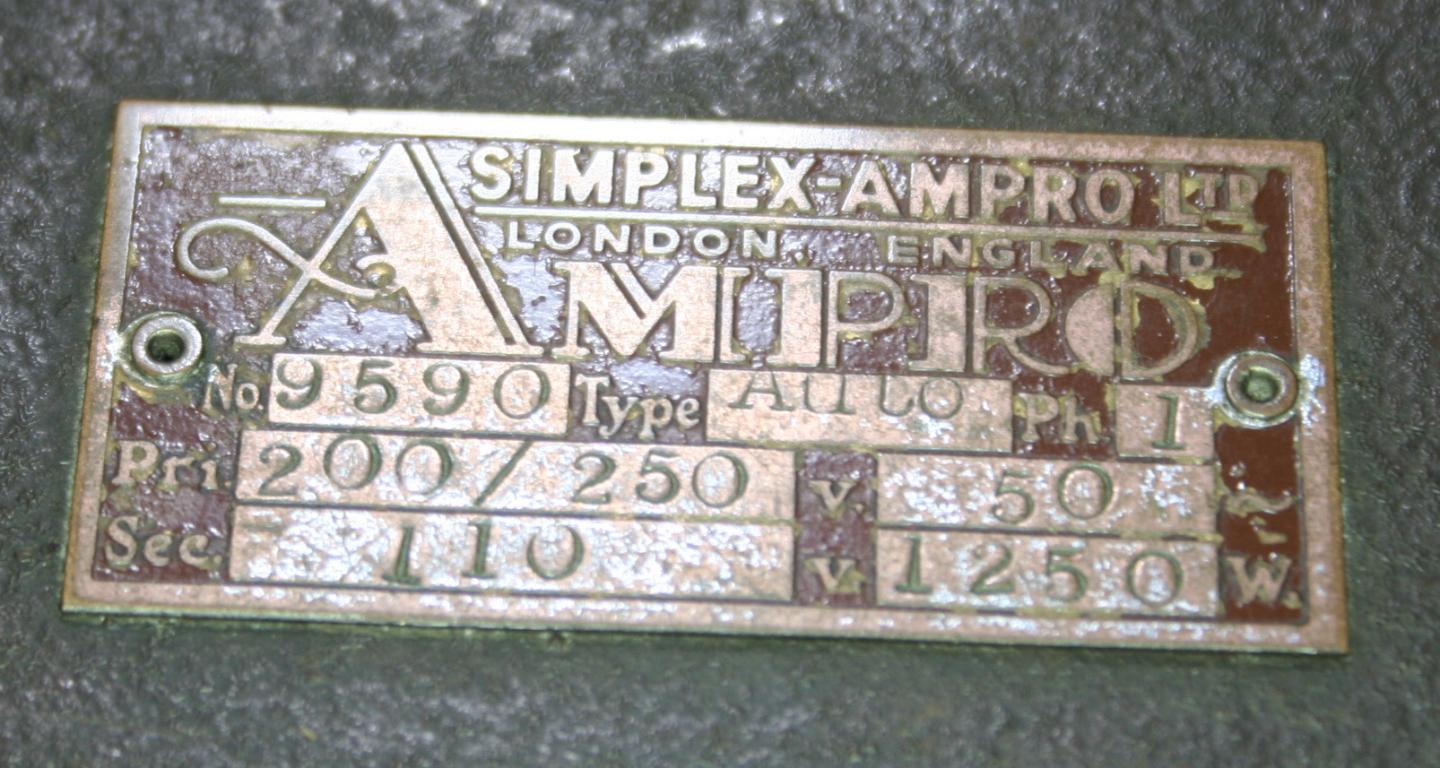 SIMPLEX-AMPRO LTD
LONDON. ENGLAND.
AMPRO
No. 9590 Type Auto Ph. 1
Pri. 200/250 v. 50 ~
Sec. 110 v. 1250 W.